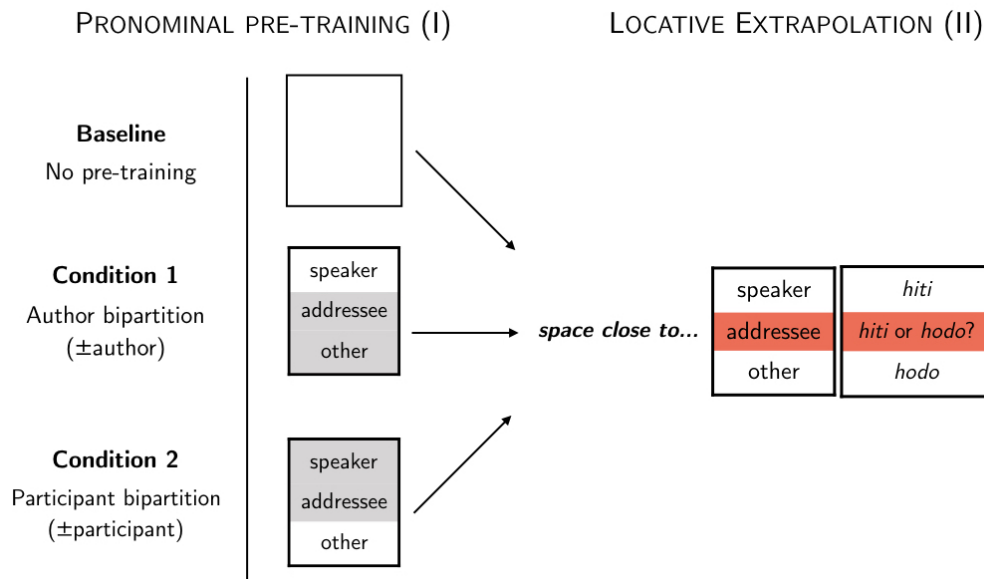 PRONOMINAL PRE-TRAINING (I)
LOCATIVE EXTRAPOLATION (II)
Baseline
No pre-training
Condition 1
Author bipartition
(±author)
speaker
addressee
other
Condition 2
Participant bipartition
(±participant)
speaker
addressee
other
space close to...
speaker
addressee
other
hiti
hiti or hodo?
hodo